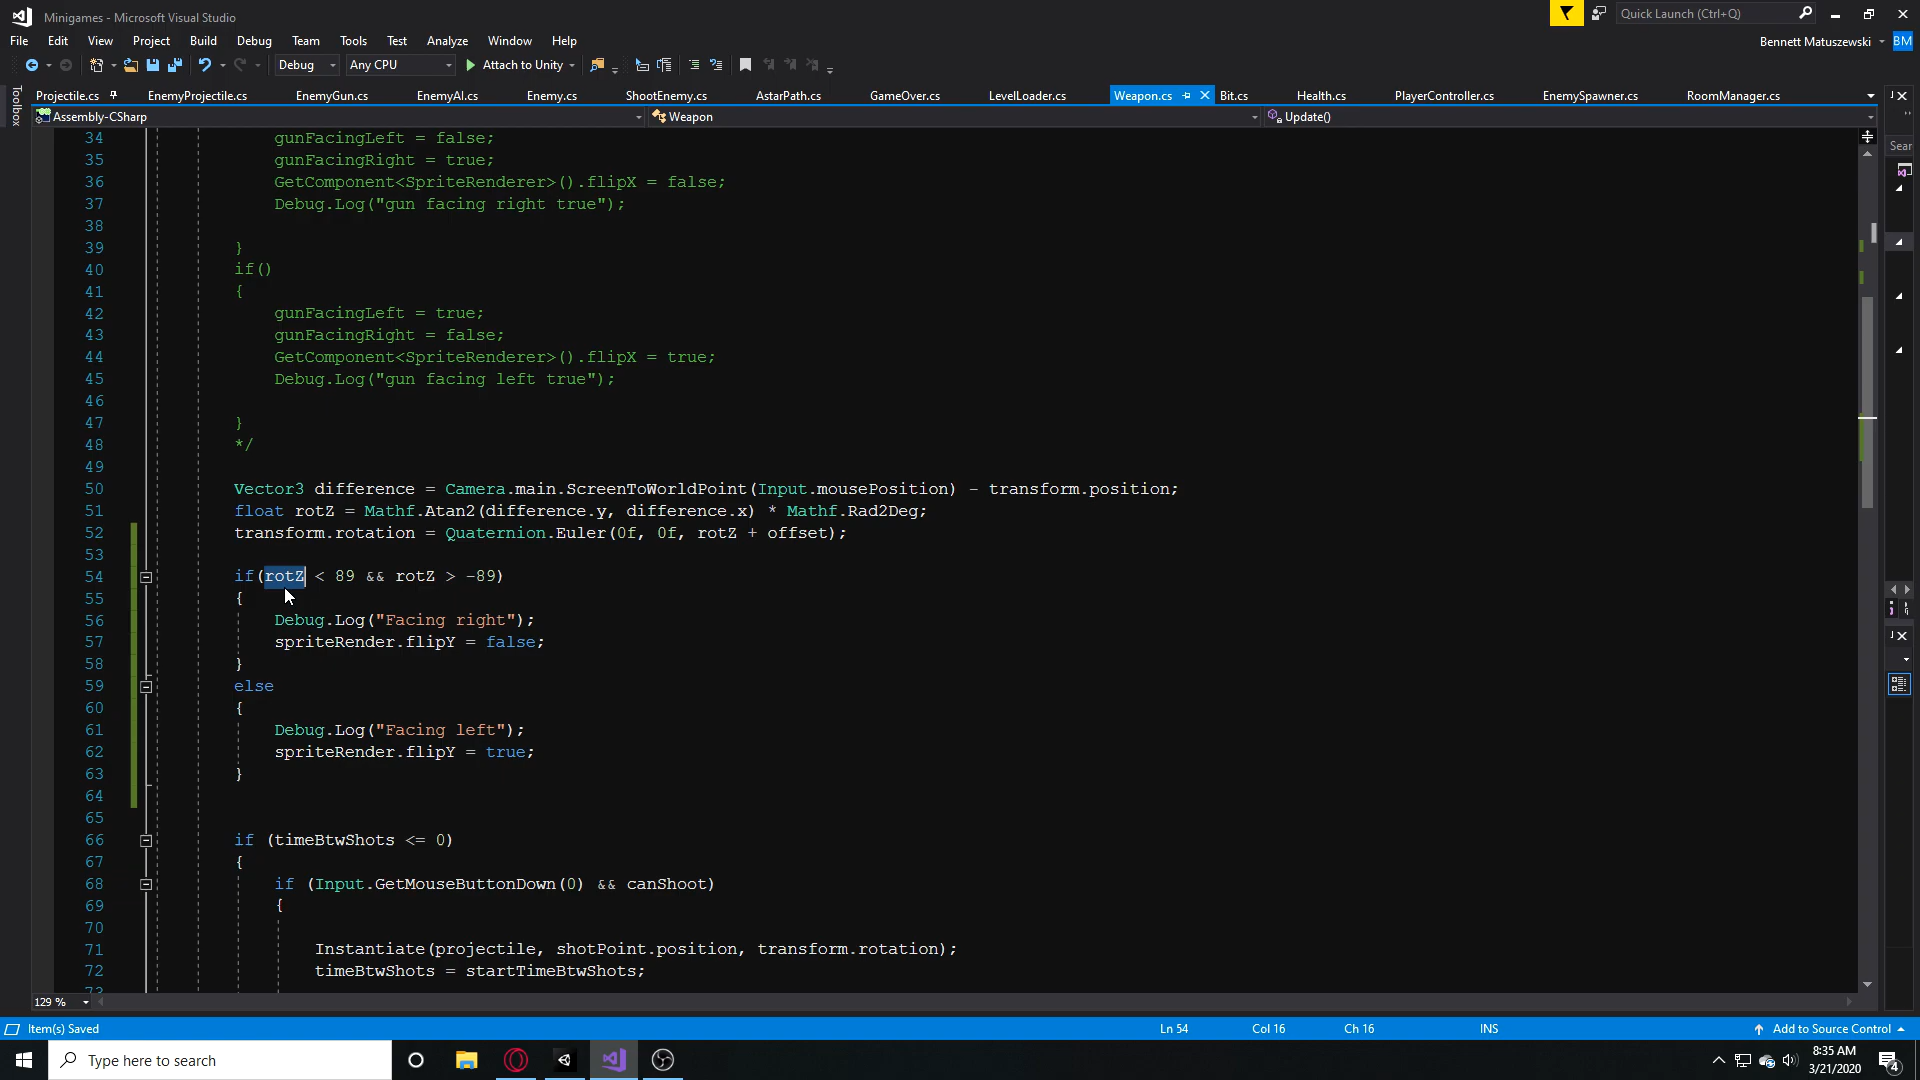 Minigames - Microsoft Visual Studio
Quick Launch (Ctrl+Q)
File Edit View Project Build Debug Team Tools Test Analyze Window Help
Bennett Matuszewski BM
Debug Any CPU Attach to Unity
Toolbox
Projectile.cs EnemyProjectile.cs EnemyGun.cs EnemyAI.cs Enemy.cs ShootEnemy.cs AstarPath.cs GameOver.cs LevelLoader.cs Weapon.cs Bit.cs Health.cs PlayerController.cs EnemySpawner.cs RoomManager.cs
Assembly-CSharp Weapon Update()
Sear
34 gunFacingLeft = false;
35 gunFacingRight = true;
36 GetComponent<SpriteRenderer>().flipX = false;
37 Debug.Log("gun facing right true");
38
39 }
40 if()
41 {
42 gunFacingLeft = true;
43 gunFacingRight = false;
44 GetComponent<SpriteRenderer>().flipX = true;
45 Debug.Log("gun facing left true");
46
47 }
48 */
49
50 Vector3 difference = Camera.main.ScreenToWorldPoint(Input.mousePosition) - transform.position;
51 float rotZ = Mathf.Atan2(difference.y, difference.x) * Mathf.Rad2Deg;
52 transform.rotation = Quaternion.Euler(0f, 0f, rotZ + offset);
53
54 if(rotZ < 89 && rotZ > -89)
55 {
56 Debug.Log("Facing right");
57 spriteRender.flipY = false;
58 }
59 else
60 {
61 Debug.Log("Facing left");
62 spriteRender.flipY = true;
63 }
64
65
66 if (timeBtwShots <= 0)
67 {
68 if (Input.GetMouseButtonDown(0) && canShoot)
69 {
70
71 Instantiate(projectile, shotPoint.position, transform.rotation);
72 timeBtwShots = startTimeBtwShots;
73
129 %
Item(s) Saved Ln 54 Col 16 Ch 16 INS Add to Source Control
Type here to search
8:35 AM
3/21/2020
4